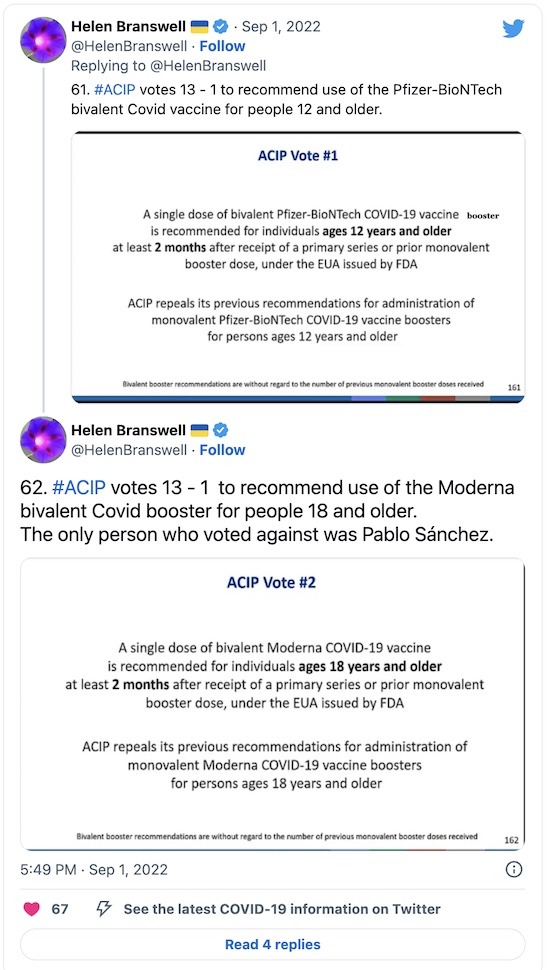 Helen Branswell 🇺🇦 · Sep 1, 2022
@HelenBranswell · Follow
Replying to @HelenBranswell
61. #ACIP votes 13 - 1 to recommend use of the Pfizer-BioNTech
bivalent Covid vaccine for people 12 and older.
ACIP Vote #1
A single dose of bivalent Pfizer-BioNTech COVID-19 vaccine booster
is recommended for individuals ages 12 years and older
at least 2 months after receipt of a primary series or prior monovalent
booster dose, under the EUA issued by FDA
ACIP repeals its previous recommendations for administration of
monovalent Pfizer-BioNTech COVID-19 vaccine boosters
for persons ages 12 years and older
Bivalent booster recommendations are without regard to the number of previous monovalent booster doses received
161
Helen Branswell 🇺🇦
@HelenBranswell · Follow
62. #ACIP votes 13 - 1 to recommend use of the Moderna
bivalent Covid booster for people 18 and older.
The only person who voted against was Pablo Sánchez.
ACIP Vote #2
A single dose of bivalent Moderna COVID-19 vaccine
is recommended for individuals ages 18 years and older
at least 2 months after receipt of a primary series or prior monovalent
booster dose, under the EUA issued by FDA
ACIP repeals its previous recommendations for administration of
monovalent Moderna COVID-19 vaccine boosters
for persons ages 18 years and older
Bivalent booster recommendations are without regard to the number of previous monovalent booster doses received
162
5:49 PM · Sep 1, 2022
67 See the latest COVID-19 information on Twitter
Read 4 replies